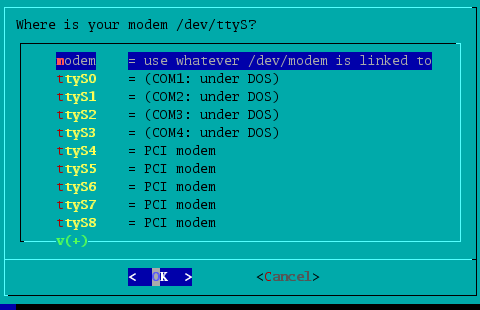 Where is your modem /dev/ttyS?
modem = use whatever /dev/modem is linked to
ttyS0 = (COM1: under DOS)
ttyS1 = (COM2: under DOS)
ttyS2 = (COM3: under DOS)
ttyS3 = (COM4: under DOS)
ttyS4 = PCI modem
ttyS5 = PCI modem
ttyS6 = PCI modem
ttyS7 = PCI modem
ttyS8 = PCI modem
v(+)
< OK > <Cancel>